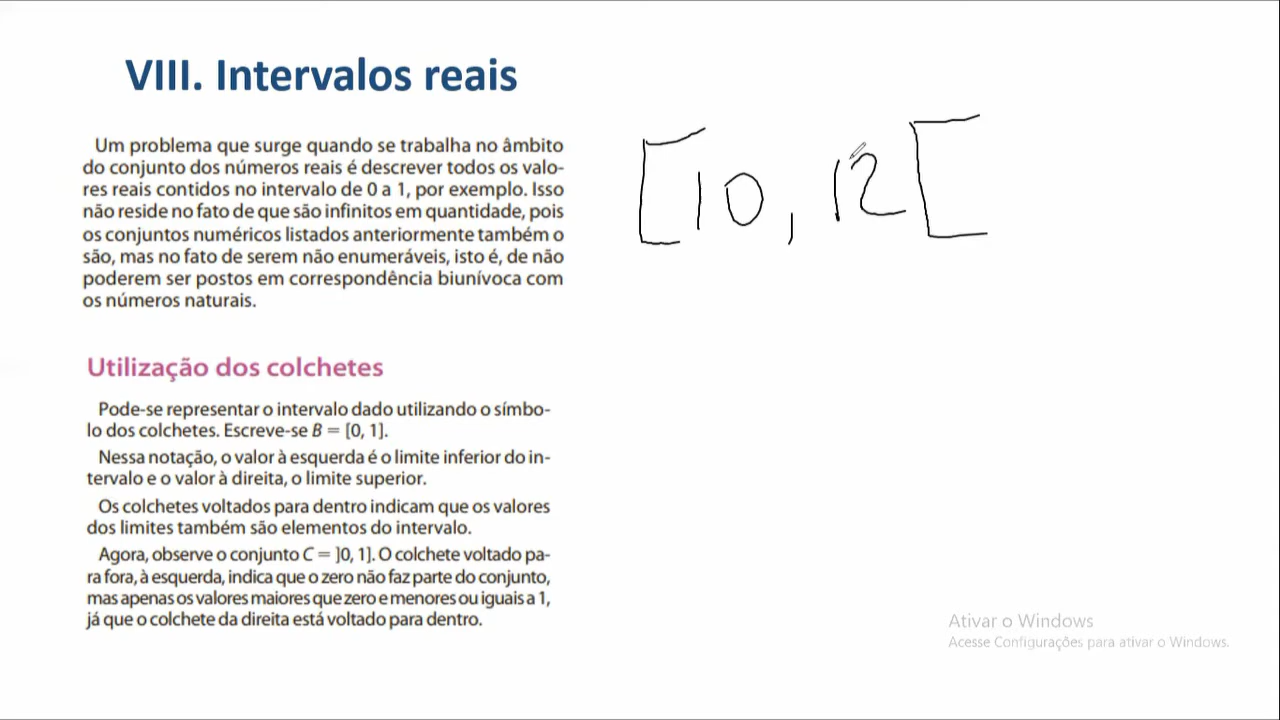 VIII. Intervalos reais
Um problema que surge quando se trabalha no âmbito
do conjunto dos números reais é descrever todos os valo-
res reais contidos no intervalo de 0 a 1, por exemplo. Isso
não reside no fato de que são infinitos em quantidade, pois
os conjuntos numéricos listados anteriormente também o
são, mas no fato de serem não enumeráveis, isto é, de não
poderem ser postos em correspondência biunívoca com
os números naturais.
[10, 12[
Utilização dos colchetes
Pode-se representar o intervalo dado utilizando o símbo-
lo dos colchetes. Escreve-se B = [0, 1].
Nessa notação, o valor à esquerda é o limite inferior do in-
tervalo e o valor à direita, o limite superior.
Os colchetes voltados para dentro indicam que os valores
dos limites também são elementos do intervalo.
Agora, observe o conjunto C = ]0, 1]. O colchete voltado pa-
ra fora, à esquerda, indica que o zero não faz parte do conjunto,
mas apenas os valores maiores que zero e menores ou iguais a 1,
já que o colchete da direita está voltado para dentro.
Ativar o Windows
Acesse Configurações para ativar o Windows.